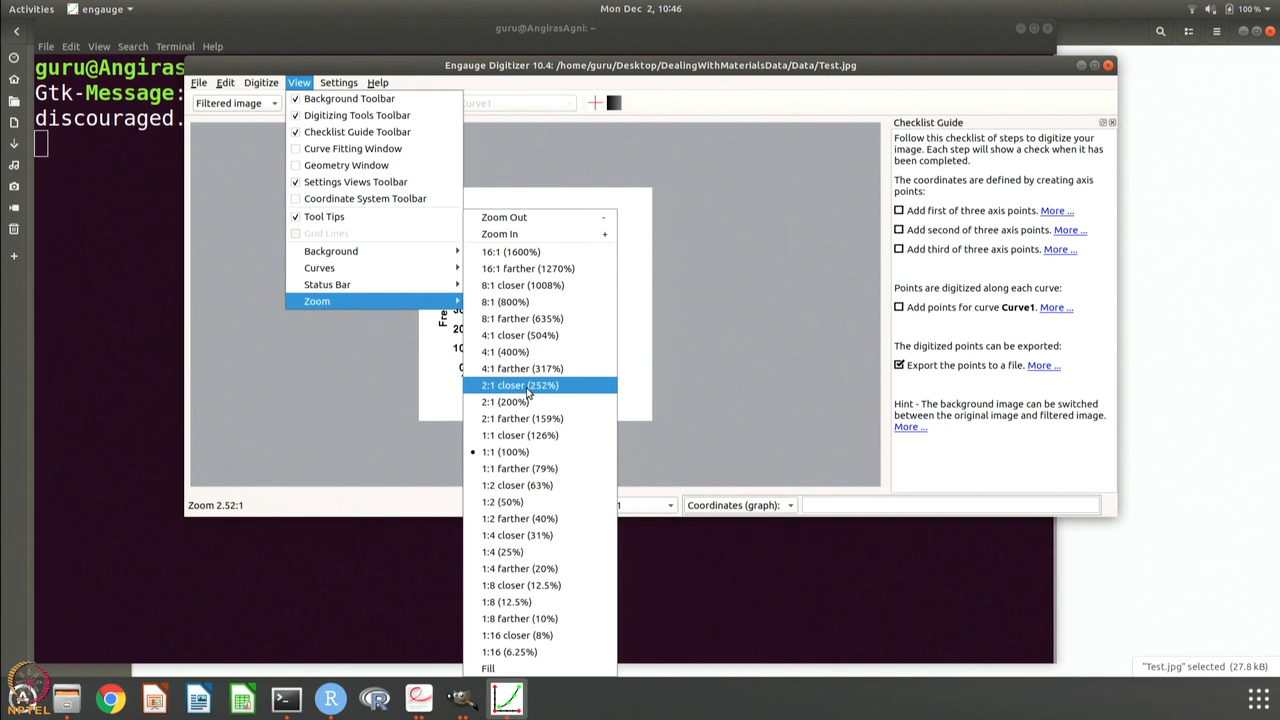 Activities
engauge
Mon Dec 2, 10:46
100%
guru@AngirasAgni: ~
File Edit View Search Terminal Help
guru@Angiras
Gtk-Message:
discouraged.
Engauge Digitizer 10.4: /home/guru/Desktop/DealingWithMaterialsData/Data/Test.jpg
File Edit Digitize View Settings Help
Filtered image
Curve1
Background Toolbar
Digitizing Tools Toolbar
Checklist Guide Toolbar
Curve Fitting Window
Geometry Window
Settings Views Toolbar
Coordinate System Toolbar
Tool Tips
Grid Lines
Background
Curves
Status Bar
Zoom
Zoom Out -
Zoom In +
16:1 (1600%)
16:1 farther (1270%)
8:1 closer (1008%)
8:1 (800%)
8:1 farther (635%)
4:1 closer (504%)
4:1 (400%)
4:1 farther (317%)
2:1 closer (252%)
2:1 (200%)
2:1 farther (159%)
1:1 closer (126%)
1:1 (100%)
1:1 farther (79%)
1:2 closer (63%)
1:2 (50%)
1:2 farther (40%)
1:4 closer (31%)
1:4 (25%)
1:4 farther (20%)
1:8 closer (12.5%)
1:8 (12.5%)
1:8 farther (10%)
1:16 closer (8%)
1:16 (6.25%)
Fill
Fre
20
10
0
Checklist Guide
Follow this checklist of steps to digitize your
image. Each step will show a check when it has
been completed.
The coordinates are defined by creating axis
points:
Add first of three axis points. More ...
Add second of three axis points. More ...
Add third of three axis points. More ...
Points are digitized along each curve:
Add points for curve Curve1. More ...
The digitized points can be exported:
Export the points to a file. More ...
Hint - The background image can be switched
between the original image and filtered image.
More ...
Zoom 2.52:1
1
Coordinates (graph):
"Test.jpg" selected (27.8 kB)
NPTEL